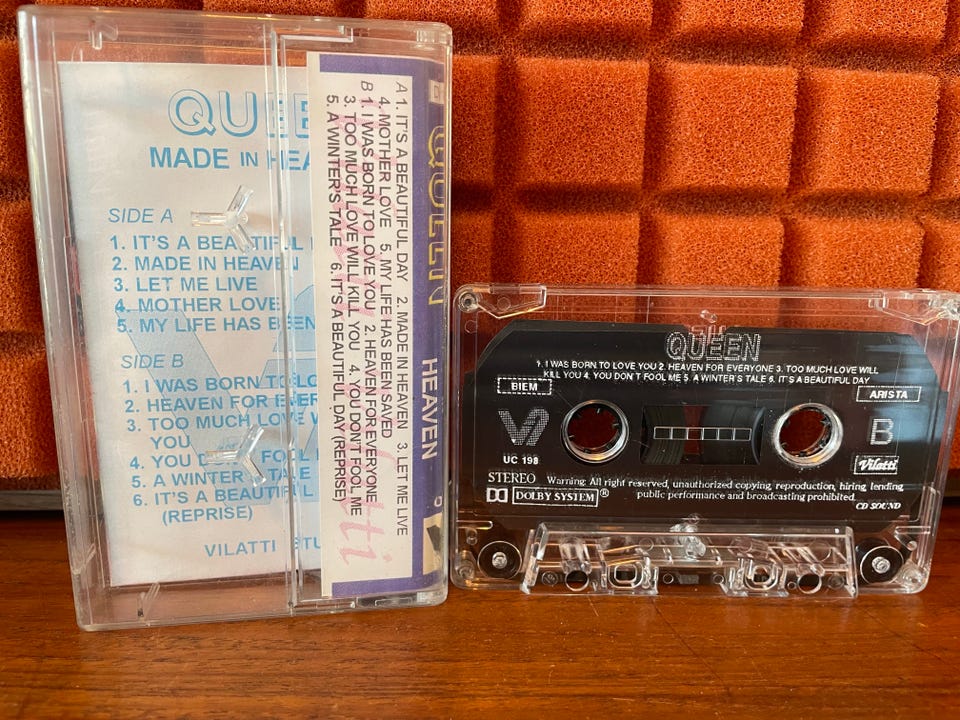 QUEE
MADE IN HEA
SIDE A
1. IT'S A BEAUTIFUL
2. MADE IN HEAVEN
3. LET ME LIVE
4. MOTHER LOVE
5. MY LIFE HAS BEEN
SIDE B
1. I WAS BORN TO LO
2. HEAVEN FOR EVER
3. TOO MUCH LOVE W
YOU
4. YOU DON'T FOOL
5. A WINTER'S TALE
6. IT'S A BEAUTIFUL
(REPRISE)
VILATTI STU
A 1. IT'S A BEAUTIFUL DAY 2. MADE IN HEAVEN 3. LET ME LIVE
4. MOTHER LOVE 5. MY LIFE HAS BEEN SAVED
B 1. I WAS BORN TO LOVE YOU 2. HEAVEN FOR EVERYONE
3. TOO MUCH LOVE WILL KILL YOU 4. YOU DON'T FOOL ME
5. A WINTER'S TALE 6. IT'S A BEAUTIFUL DAY (REPRISE)
QUEEN
HEAVEN
QUEEN
1. I WAS BORN TO LOVE YOU 2. HEAVEN FOR EVERYONE 3. TOO MUCH LOVE WILL
KILL YOU 4. YOU DON'T FOOL ME 5. A WINTER'S TALE 6. IT'S A BEAUTIFUL DAY
BIEM
ARISTA
UC 198
B
Vilatti
STEREO
DOLBY SYSTEM®
Warning: All right reserved, unauthorized copying, reproduction, hiring, lending,
public performance and broadcasting prohibited.
CD SOUND